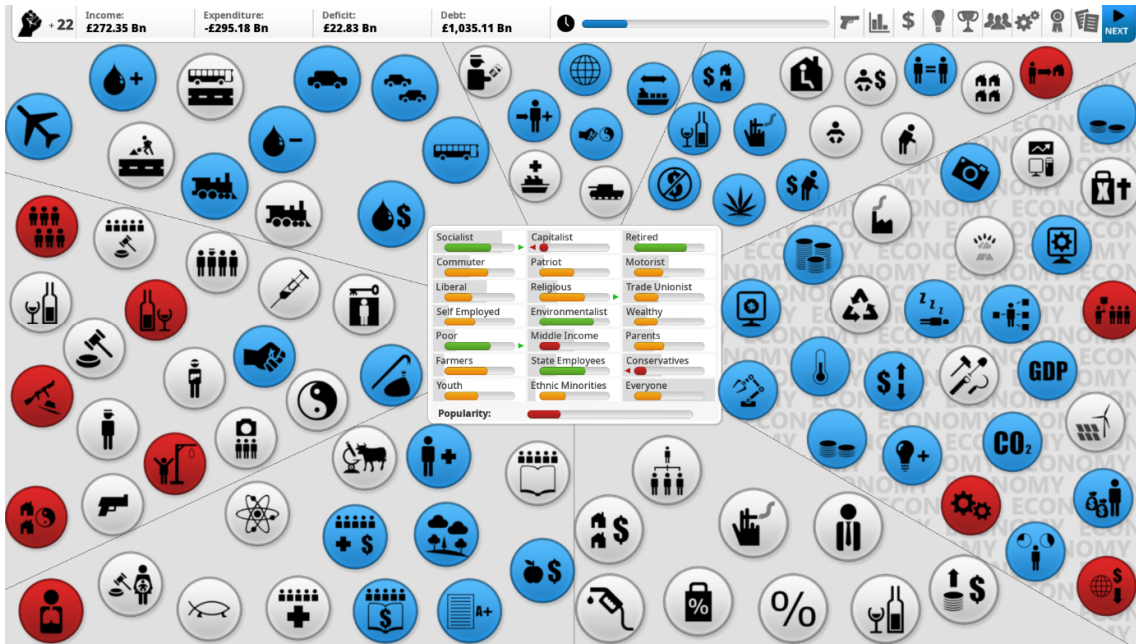 + 22
Income:
£272.35 Bn
Expenditure:
-£295.18 Bn
Deficit:
£22.83 Bn
Debt:
£1,035.11 Bn
NEXT
$
$
$
$
$
$
Socialist Capitalist Retired
Commuter Patriot Motorist
Liberal Religious Trade Unionist
Self Employed Environmentalist Wealthy
Poor Middle Income Parents
Farmers State Employees Conservatives
Youth Ethnic Minorities Everyone
Popularity:
ECONOMY ECONOMY ECONOMY
Z Z Z
$
GDP
CO₂
$
$
$
A+
$
%
%
$
$